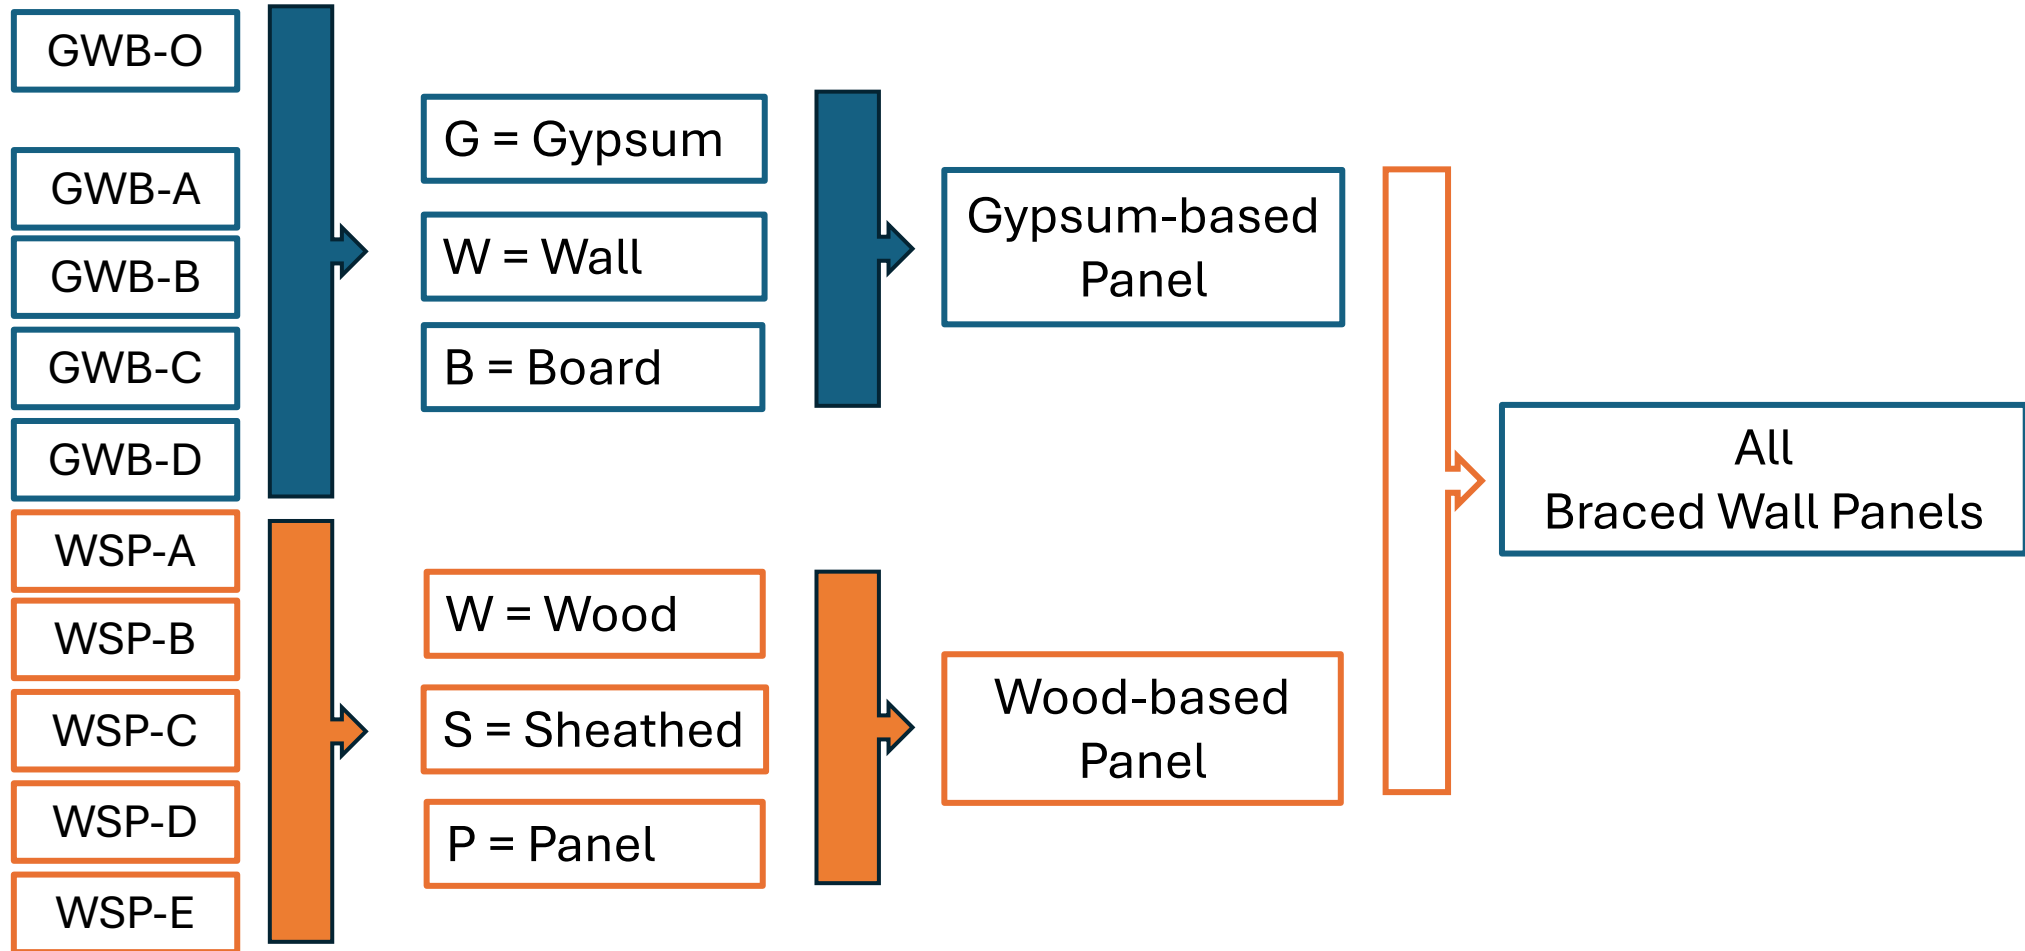 GWB-O
GWB-A
GWB-B
GWB-C
GWB-D
WSP-A
WSP-B
WSP-C
WSP-D
WSP-E
G = Gypsum
W = Wall
B = Board
W = Wood
S = Sheathed
P = Panel
Gypsum-based
Panel
Wood-based
Panel
All
Braced Wall Panels